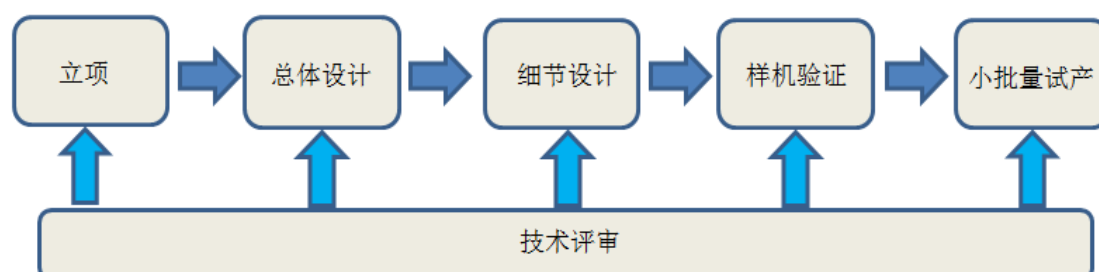 立项
总体设计
细节设计
样机验证
小批量试产
技术评审